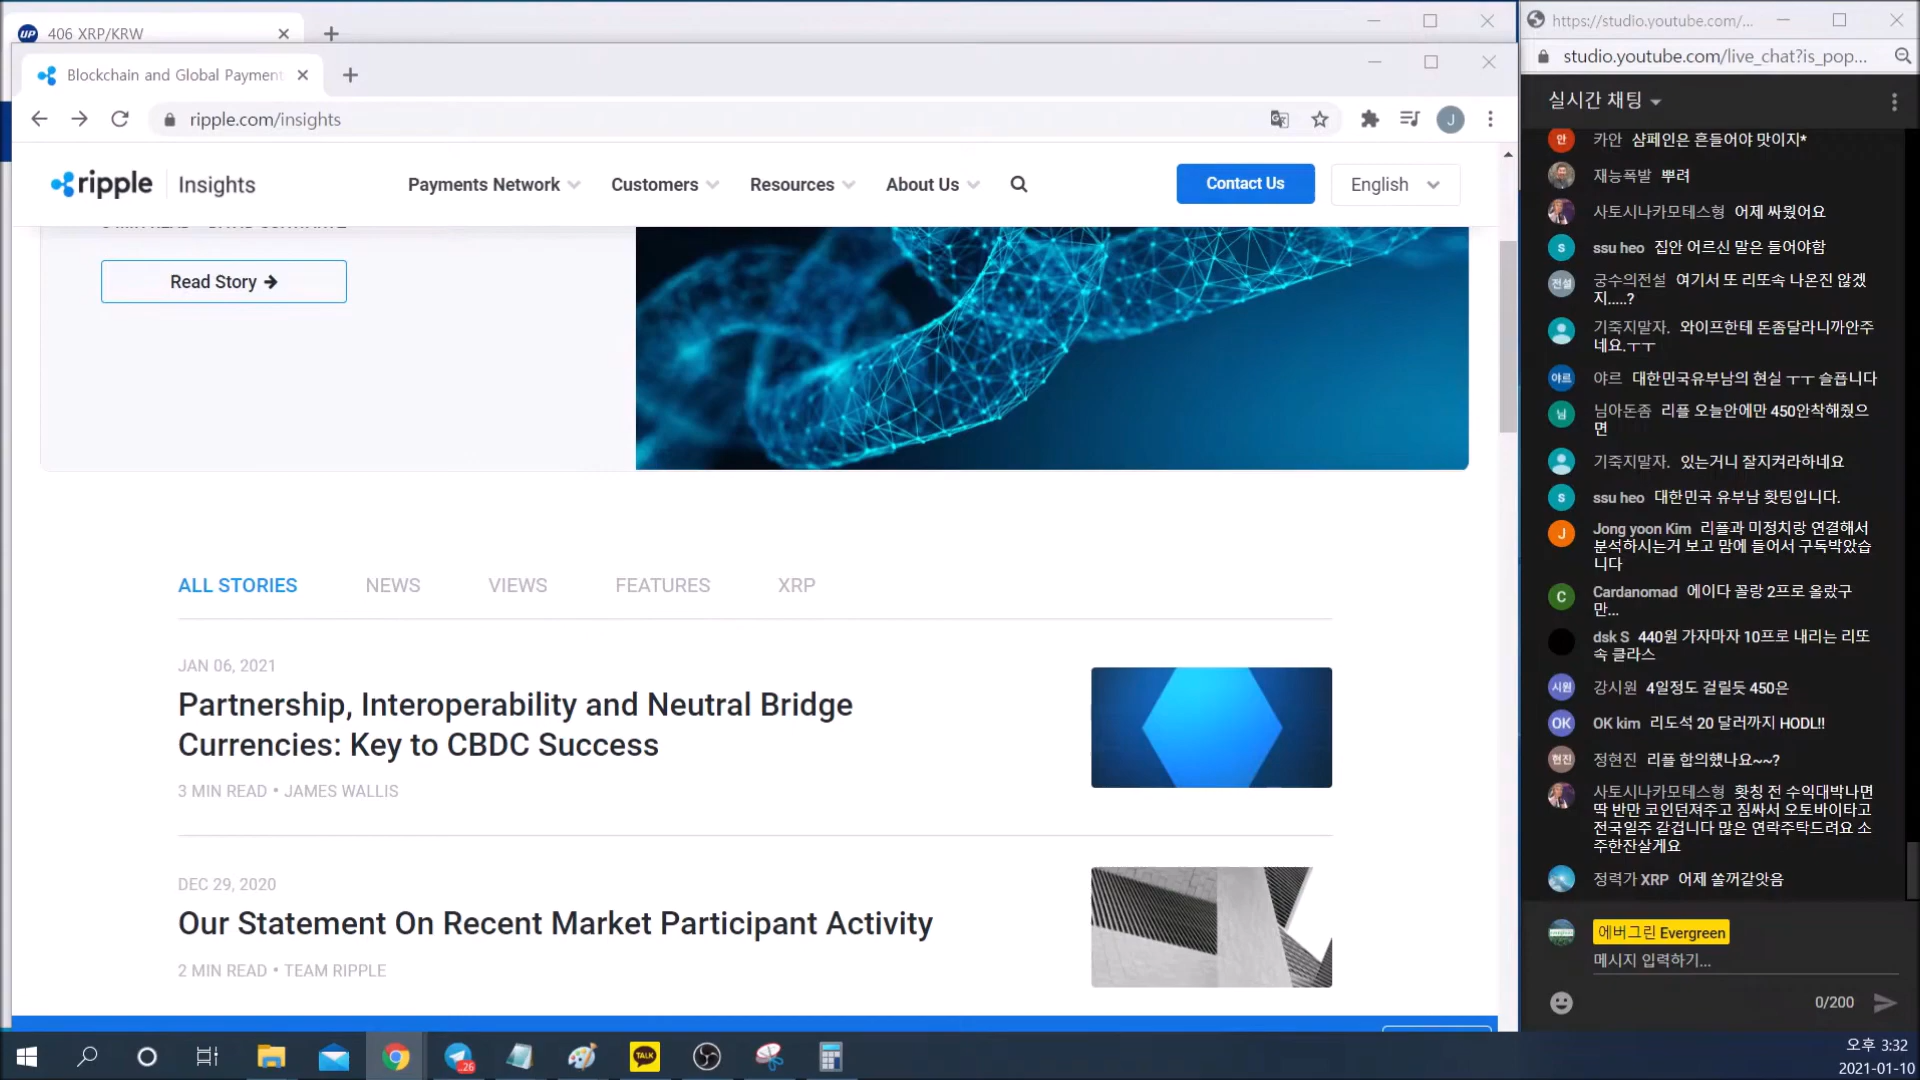 406 XRP/KRW
Blockchain and Global Payment
ripple.com/insights
ripple Insights
Payments Network
Customers
Resources
About Us
Contact Us
English
Read Story
ALL STORIES
NEWS
VIEWS
FEATURES
XRP
JAN 06, 2021
Partnership, Interoperability and Neutral Bridge
Currencies: Key to CBDC Success
3 MIN READ • JAMES WALLIS
DEC 29, 2020
Our Statement On Recent Market Participant Activity
2 MIN READ • TEAM RIPPLE
https://studio.youtube.com/...
studio.youtube.com/live_chat?is_pop...
실시간 채팅
안 카안 샴페인은 흔들어야 맛이지*
재능폭발 뿌려
사토시나카모테스형 어제 싸웠어요
s ssu heo 집안 어르신 말은 들어야함
전설 궁수의전설 여기서 또 리또속 나온진 않겠
지.....?
기죽지말자. 와이프한테 돈좀달라니까안주
네요.ㅜㅜ
야르 야르 대한민국유부남의 현실 ㅜㅜ 슬픕니다
님 님아돈좀 리플 오늘안에만 450안착해줬으
면
기죽지말자. 있는거니 잘지켜라하네요
s ssu heo 대한민국 유부남 홧팅입니다.
J Jong yoon Kim 리플과 미정치랑 연결해서
분석하시는거 보고 맘에 들어서 구독박았습
니다
C Cardanomad 에이다 꼴랑 2프로 올랐구
만...
dsk S 440원 가자마자 10프로 내리는 리또
속 클라스
시원 강시원 4일정도 걸릴듯 450은
OK OK kim 리도석 20 달러까지 HODL!!
현진 정현진 리플 합의했나요~~?
사토시나카모테스형 홧칭 전 수익대박나면
딱 반만 코인던져주고 짐싸서 오토바이타고
전국일주 갈겁니다 많은 연락주탁드려요 소
주한잔살게요
정력가 XRP 어제 쏠꺼같앗음
에버그린 Evergreen
메시지 입력하기...
0/200
오후 3:32
2021-01-10
UP
J
TALK
26